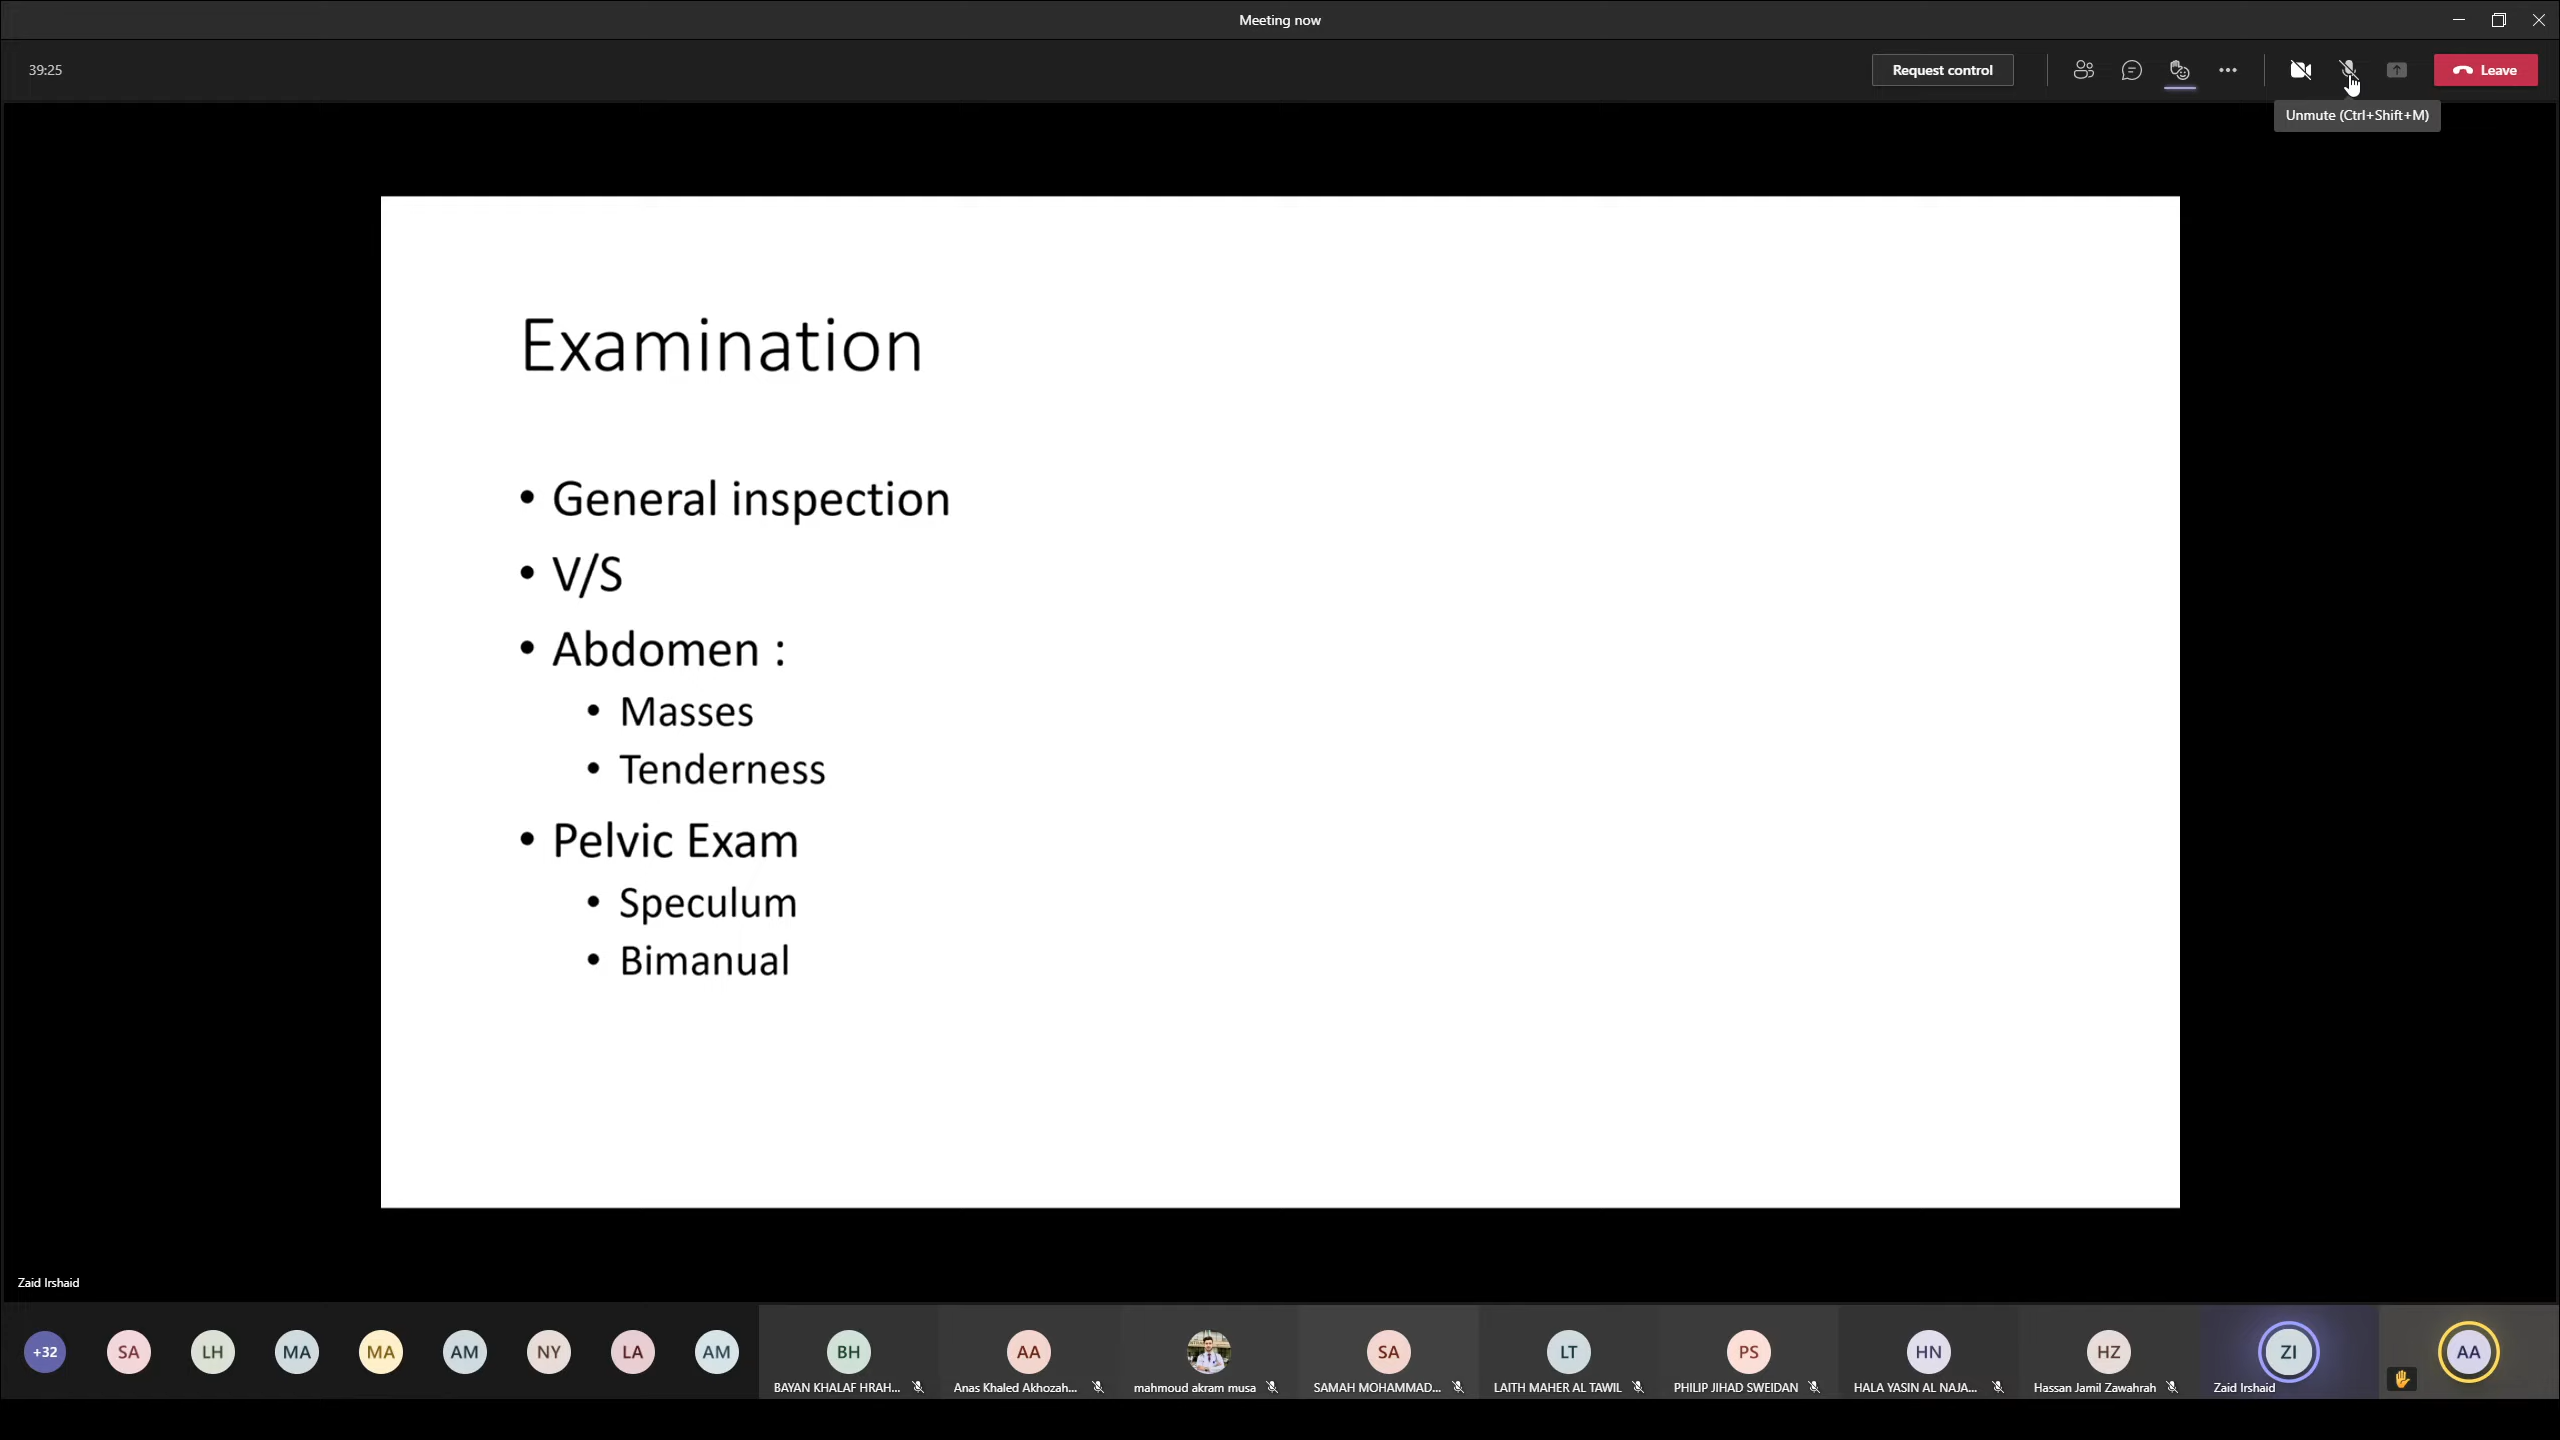 Meeting now
39:25
Request control
Leave
Unmute (Ctrl+Shift+M)
Examination
• General inspection
• V/S
• Abdomen :
• Masses
• Tenderness
• Pelvic Exam
• Speculum
• Bimanual
Zaid Irshaid
+32 SA LH MA MA AM NY LA AM BH AA SA LT PS HN HZ ZI AA
BAYAN KHALAF HRAH... Anas Khaled Akhozah... mahmoud akram musa SAMAH MOHAMMAD... LAITH MAHER AL TAWIL PHILIP JIHAD SWEIDAN HALA YASIN AL NAJA... Hassan Jamil Zawahrah Zaid Irshaid